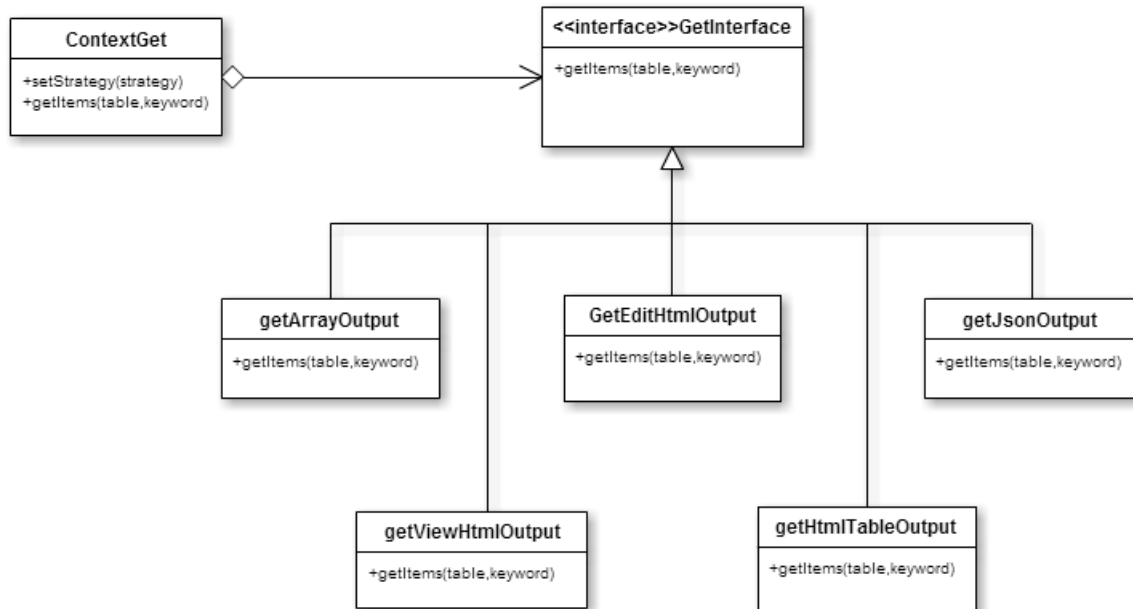 ContextGet
+setStrategy(strategy)
+getItems(table,keyword)
<<interface>>GetInterface
+getItems(table,keyword)
getArrayOutput
+getItems(table,keyword)
GetEditHtmlOutput
+getItems(table,keyword)
getJsonOutput
+getItems(table,keyword)
getViewHtmlOutput
+getItems(table,keyword)
getHtmlTableOutput
+getItems(table,keyword)